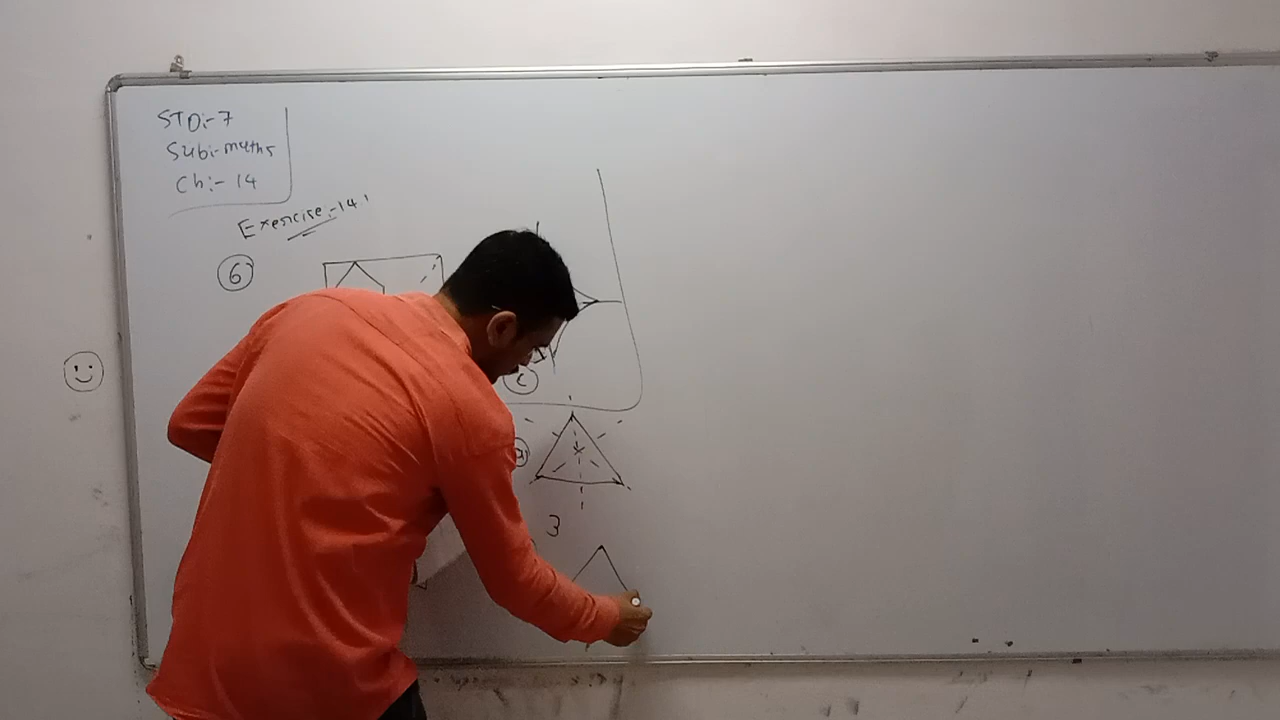 STD:- 7
Sub:- maths
Ch:- 14
Exercise:- 14.1
6
c
3